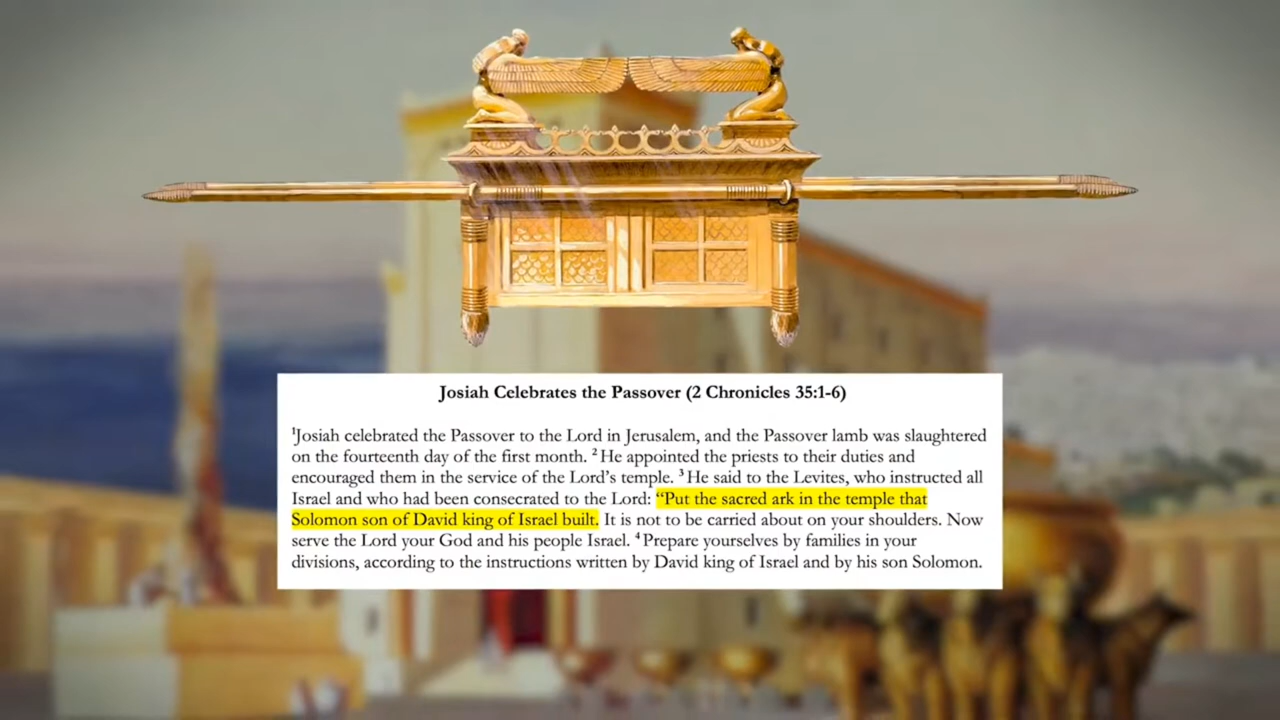 Josiah Celebrates the Passover (2 Chronicles 35:1-6)
¹Josiah celebrated the Passover to the Lord in Jerusalem, and the Passover lamb was slaughtered
on the fourteenth day of the first month. ² He appointed the priests to their duties and
encouraged them in the service of the Lord’s temple. ³ He said to the Levites, who instructed all
Israel and who had been consecrated to the Lord: “Put the sacred ark in the temple that
Solomon son of David king of Israel built. It is not to be carried about on your shoulders. Now
serve the Lord your God and his people Israel. ⁴ Prepare yourselves by families in your
divisions, according to the instructions written by David king of Israel and by his son Solomon.